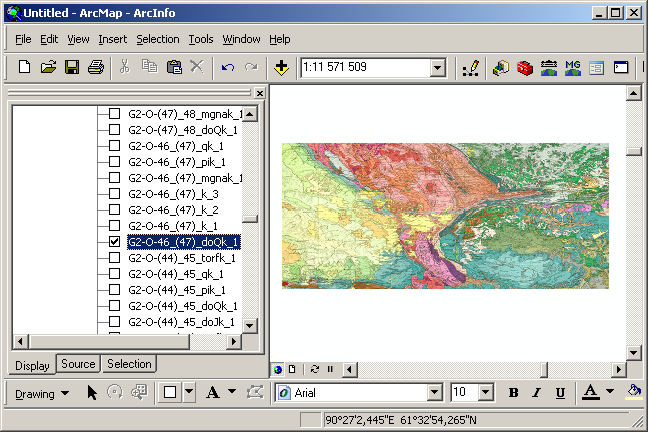 Untitled - ArcMap - ArcInfo
File Edit View Insert Selection Tools Window Help
1:11 571 509
MG
G2-O-(47)_48_mgnak_1
G2-O-(47)_48_doQk_1
G2-O-46_(47)_qk_1
G2-O-46_(47)_pik_1
G2-O-46_(47)_mgnak_1
G2-O-46_(47)_k_3
G2-O-46_(47)_k_2
G2-O-46_(47)_k_1
G2-O-46_(47)_doQk_1
G2-O-(44)_45_torfk_1
G2-O-(44)_45_qk_1
G2-O-(44)_45_pik_1
G2-O-(44)_45_doQk_1
G2-O-(44)_45_doJk_1
Display Source Selection
Drawing A Arial 10 B I U A
90°27'2,445"E 61°32'54,265"N